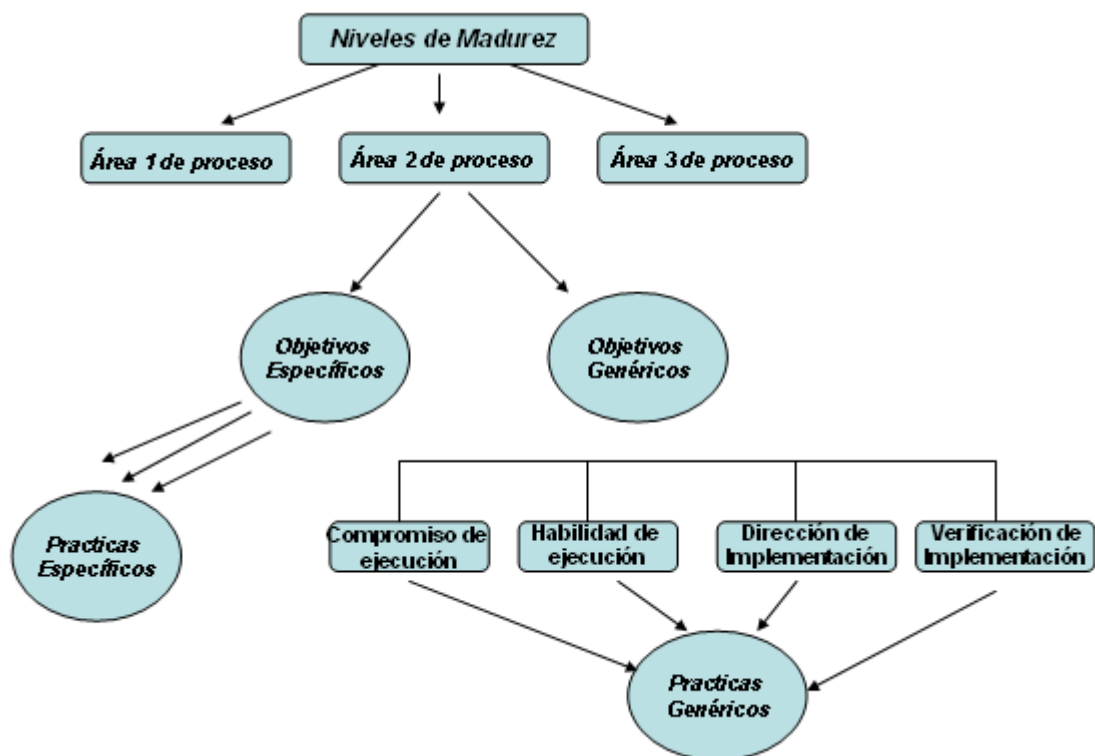 Niveles de Madurez
Área 1 de proceso
Área 2 de proceso
Área 3 de proceso
Objetivos
Específicos
Objetivos
Genéricos
Practicas
Específicos
Compromiso de
ejecución
Habilidad de
ejecución
Dirección de
Implementación
Verificación de
Implementación
Practicas
Genéricos